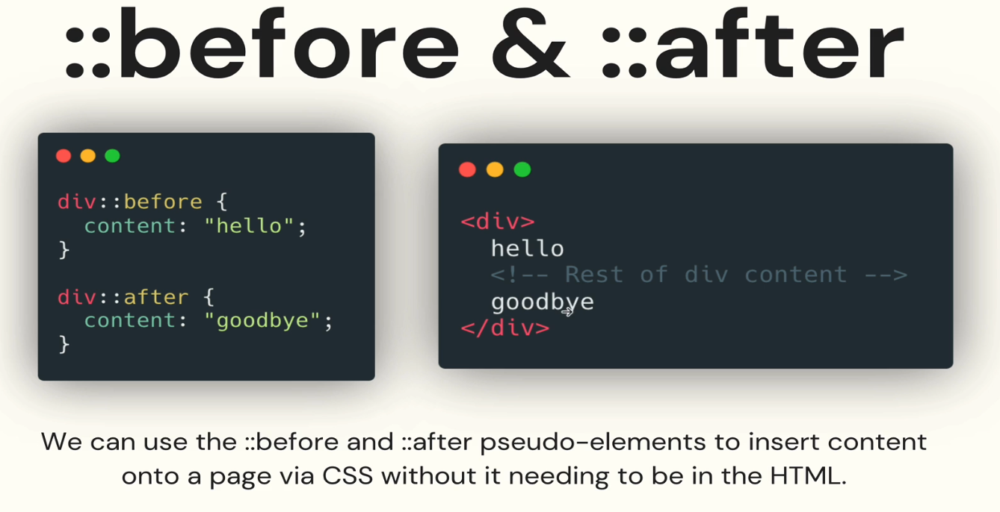 ::before & ::after
div::before {
  content: "hello";
}
div::after {
  content: "goodbye";
}
<div>
  hello
  <!-- Rest of div content -->
  goodbye
</div>
We can use the ::before and ::after pseudo-elements to insert content
onto a page via CSS without it needing to be in the HTML.